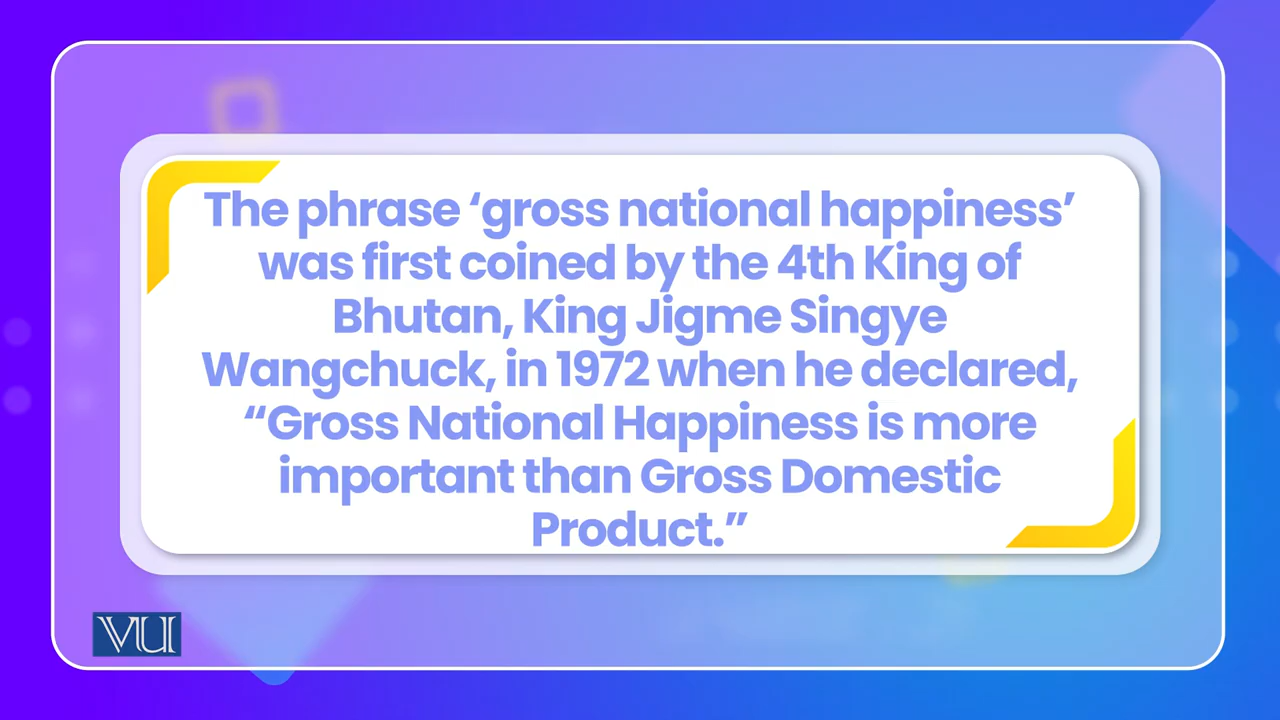 The phrase ‘gross national happiness’
was first coined by the 4th King of
Bhutan, King Jigme Singye
Wangchuck, in 1972 when he declared,
“Gross National Happiness is more
important than Gross Domestic
Product.”
VU